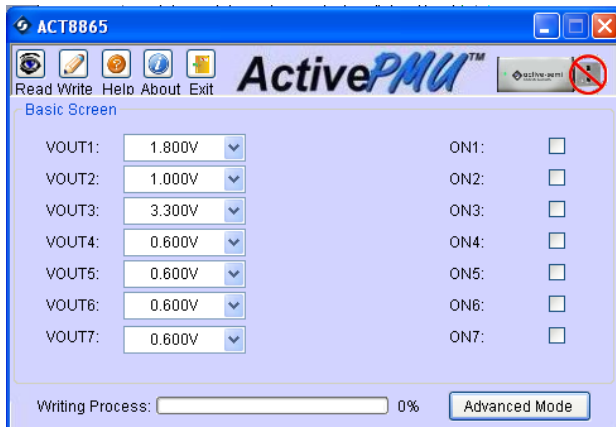 ACT8865
Read Write Help About Exit
ActivePMU™
active-semi
Basic Screen
VOUT1: 1.800V ON1:
VOUT2: 1.000V ON2:
VOUT3: 3.300V ON3:
VOUT4: 0.600V ON4:
VOUT5: 0.600V ON5:
VOUT6: 0.600V ON6:
VOUT7: 0.600V ON7:
Writing Process: 0% Advanced Mode